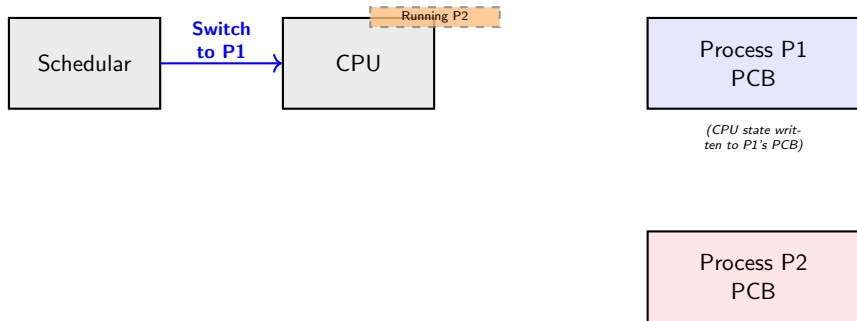 Running P2
Switch
to P1
Schedular
CPU
Process P1
PCB
(CPU state writ-
ten to P1's PCB)
Process P2
PCB